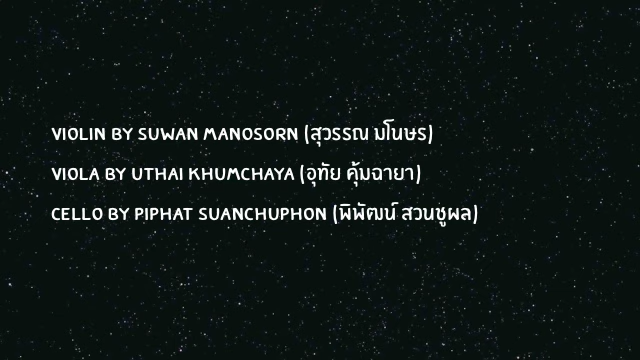 VIOLIN BY SUWAN MANOSORN (สุวรรณ มโนษร)
VIOLA BY UTHAI KHUMCHAYA (อุทัย คุ้มฉายา)
CELLO BY PIPHAT SUANCHUPHON (พิพัฒน์ สวนชูผล)